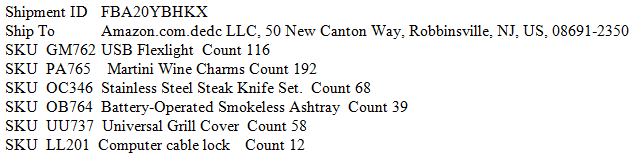 Shipment ID FBA20YBHKX
Ship To Amazon.com.dedc LLC, 50 New Canton Way, Robbinsville, NJ, US, 08691-2350
SKU GM762 USB Flexlight Count 116
SKU PA765 Martini Wine Charms Count 192
SKU OC346 Stainless Steel Steak Knife Set. Count 68
SKU OB764 Battery-Operated Smokeless Ashtray Count 39
SKU UU737 Universal Grill Cover Count 58
SKU LL201 Computer cable lock Count 12